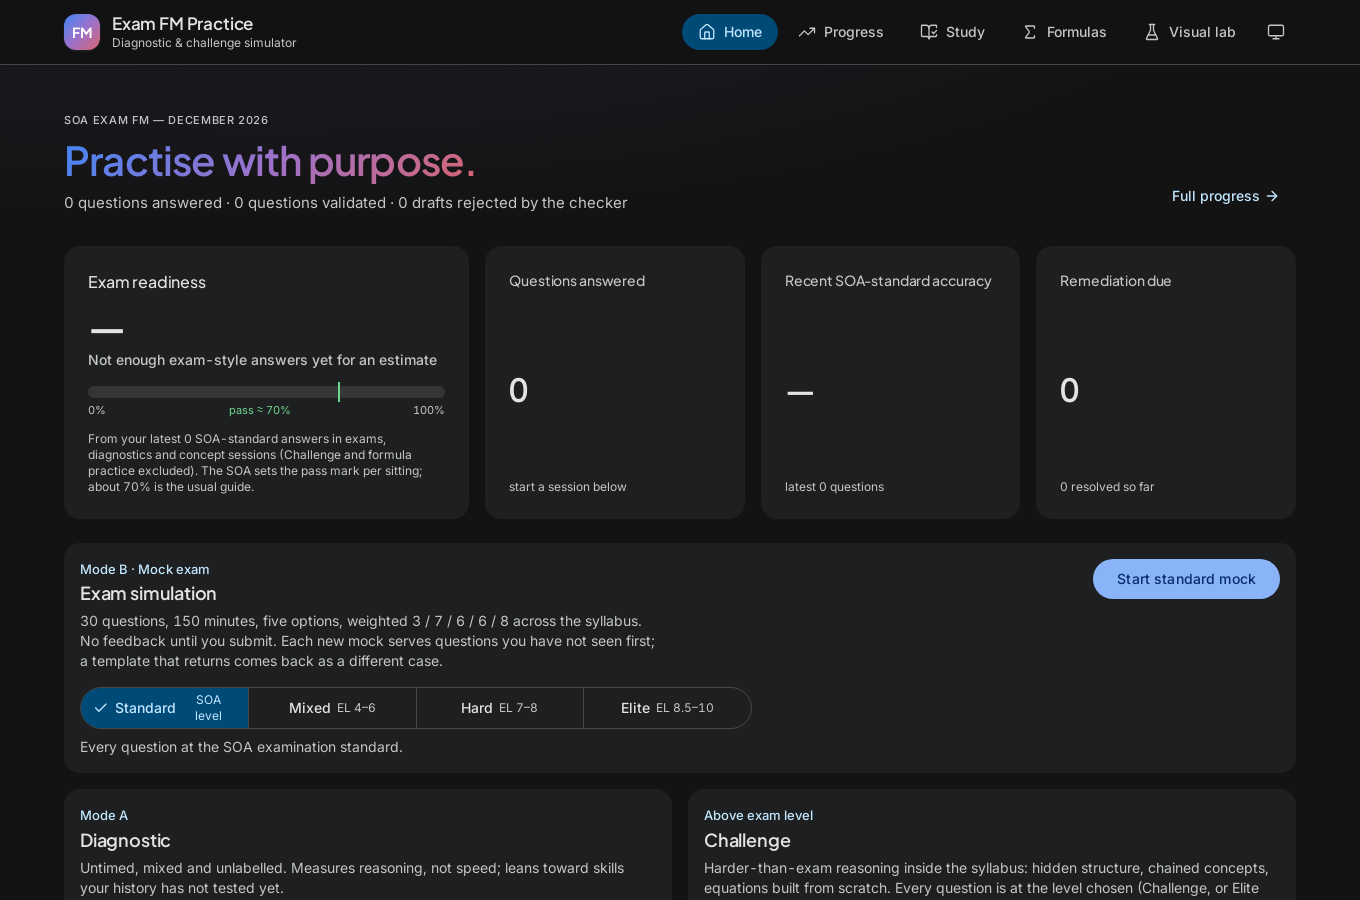 FM
Exam FM Practice
Diagnostic & challenge simulator
Home
Progress
Study
Formulas
Visual lab
SOA EXAM FM — DECEMBER 2026
Practise with purpose.
0 questions answered · 0 questions validated · 0 drafts rejected by the checker
Full progress →
Exam readiness
—
Not enough exam-style answers yet for an estimate
0%
pass ≈ 70%
100%
From your latest 0 SOA-standard answers in exams,
diagnostics and concept sessions (Challenge and formula
practice excluded). The SOA sets the pass mark per sitting;
about 70% is the usual guide.
Questions answered
0
start a session below
Recent SOA-standard accuracy
—
latest 0 questions
Remediation due
0
0 resolved so far
Mode B · Mock exam
Exam simulation
30 questions, 150 minutes, five options, weighted 3 / 7 / 6 / 6 / 8 across the syllabus.
No feedback until you submit. Each new mock serves questions you have not seen first;
a template that returns comes back as a different case.
Start standard mock
Standard SOA level
Mixed EL 4–6
Hard EL 7–8
Elite EL 8.5–10
Every question at the SOA examination standard.
Mode A
Diagnostic
Untimed, mixed and unlabelled. Measures reasoning, not speed; leans toward skills
your history has not tested yet.
Above exam level
Challenge
Harder-than-exam reasoning inside the syllabus: hidden structure, chained concepts,
equations built from scratch. Every question is at the level chosen (Challenge, or Elite